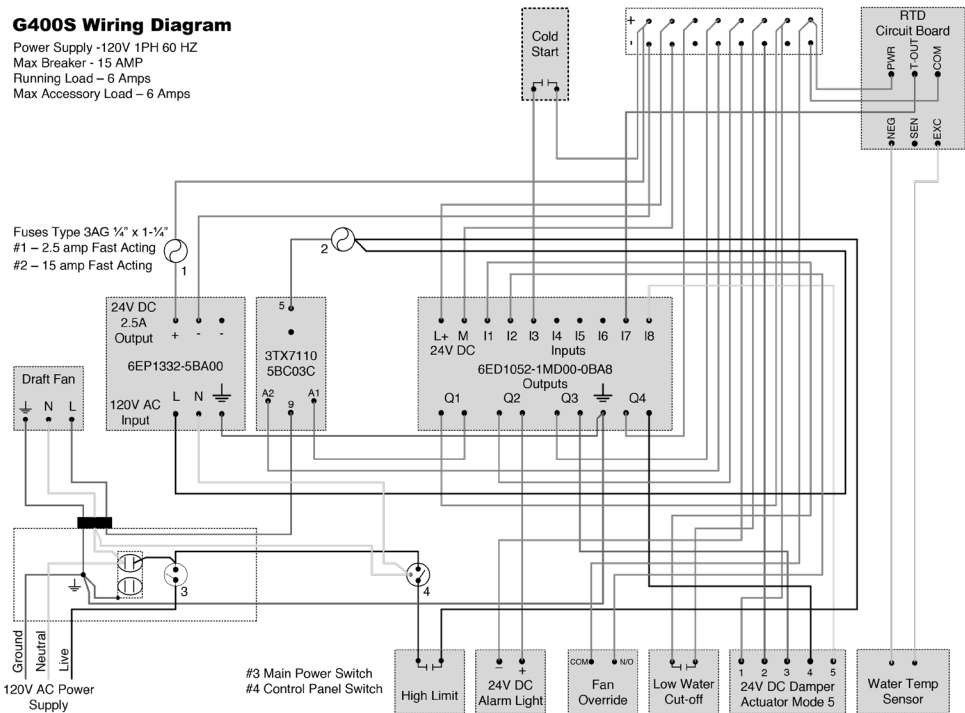 G400S Wiring Diagram
Power Supply -120V 1PH 60 HZ
Max Breaker - 15 AMP
Running Load – 6 Amps
Max Accessory Load – 6 Amps
Cold
Start
+
-
RTD
Circuit Board
PWR
T-OUT
COM
NEG
SEN
EXC
Fuses Type 3AG ¼" x 1-¼"
#1 – 2.5 amp Fast Acting
#2 – 15 amp Fast Acting
1
2
24V DC
2.5A
Output
+ - -
6EP1332-5BA00
120V AC
Input
L N
5
3TX7110
5BC03C
A2 9 A1
L+ M I1 I2 I3 I4 I5 I6 I7 I8
24V DC Inputs
6ED1052-1MD00-0BA8
Outputs
Q1 Q2 Q3 Q4
Draft Fan
N L
3
4
Ground
Neutral
Live
120V AC Power
Supply
#3 Main Power Switch
#4 Control Panel Switch
High Limit
– +
24V DC
Alarm Light
COM N/O
Fan
Override
Low Water
Cut-off
1 2 3 4 5
24V DC Damper
Actuator Mode 5
Water Temp
Sensor